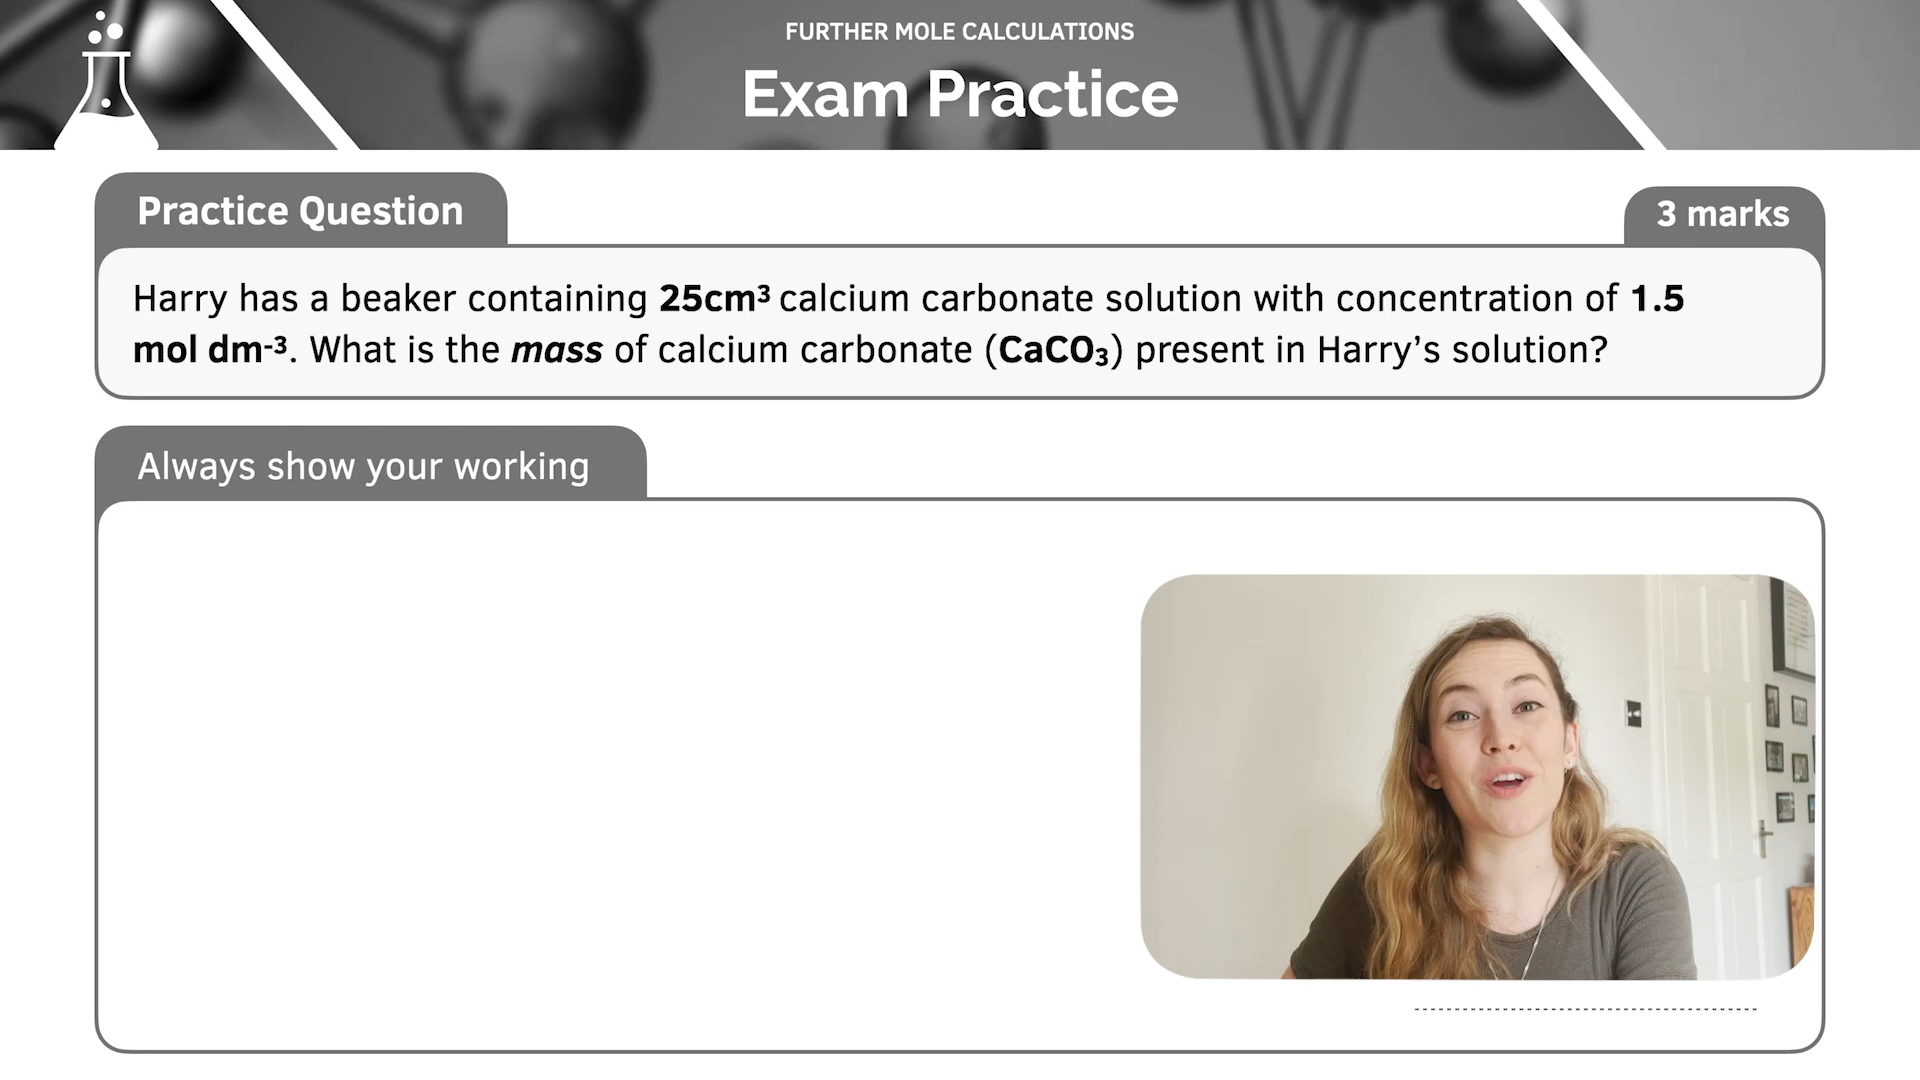 FURTHER MOLE CALCULATIONS
Exam Practice
Practice Question
3 marks
Harry has a beaker containing 25cm³ calcium carbonate solution with concentration of 1.5
mol dm⁻³. What is the mass of calcium carbonate (CaCO₃) present in Harry’s solution?
Always show your working